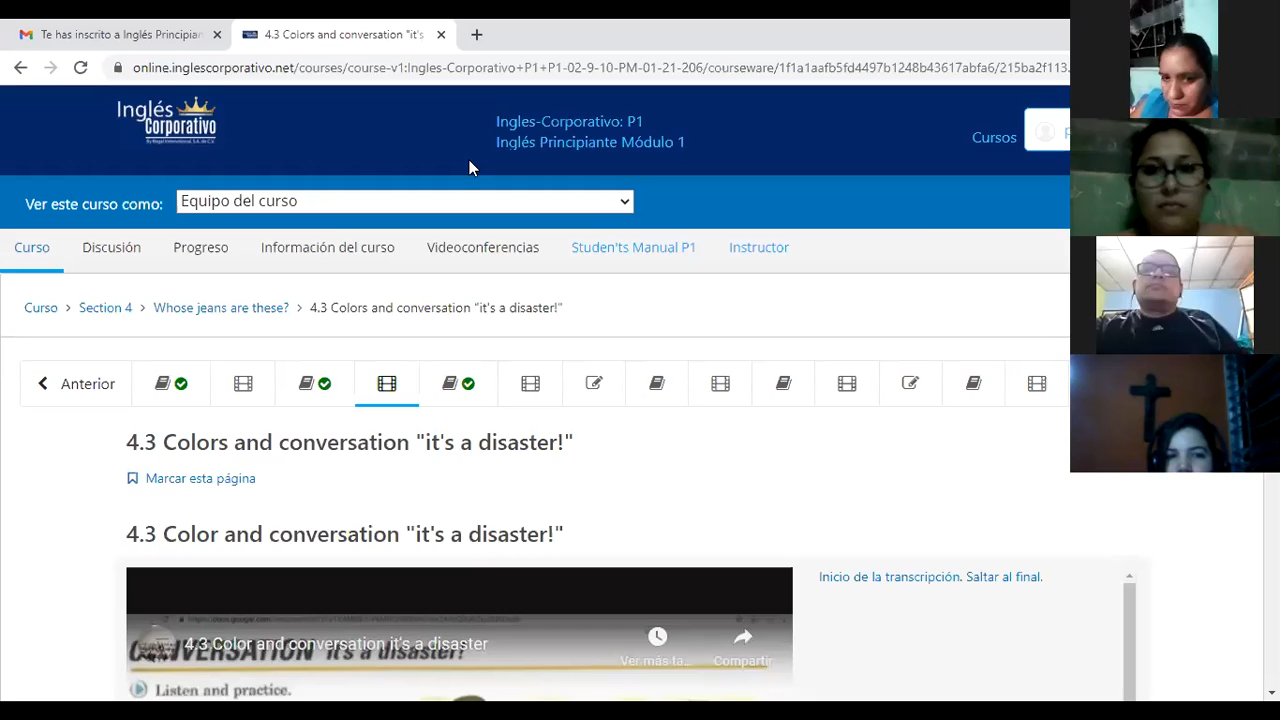 Te has inscrito a Inglés Principian
4.3 Colors and conversation "it's
online.inglescorporativo.net/courses/course-v1:Ingles-Corporativo+P1+P1-02-9-10-PM-01-21-206/courseware/1f1a1aafb5fd4497b1248b43617abfa6/215ba2f113...
Inglés
Corporativo
Ingles-Corporativo: P1
Inglés Principiante Módulo 1
Cursos
Ver este curso como:
Equipo del curso
Curso
Discusión
Progreso
Información del curso
Videoconferencias
Studen'ts Manual P1
Instructor
Curso > Section 4 > Whose jeans are these? > 4.3 Colors and conversation "it's a disaster!"
Anterior
4.3 Colors and conversation "it's a disaster!"
Marcar esta página
4.3 Color and conversation "it's a disaster!"
Inicio de la transcripción. Saltar al final.
4.3 Color and conversation it's a disaster
CONVERSATION it's a disaster!
Ver más ta...
Compartir
Listen and practice.